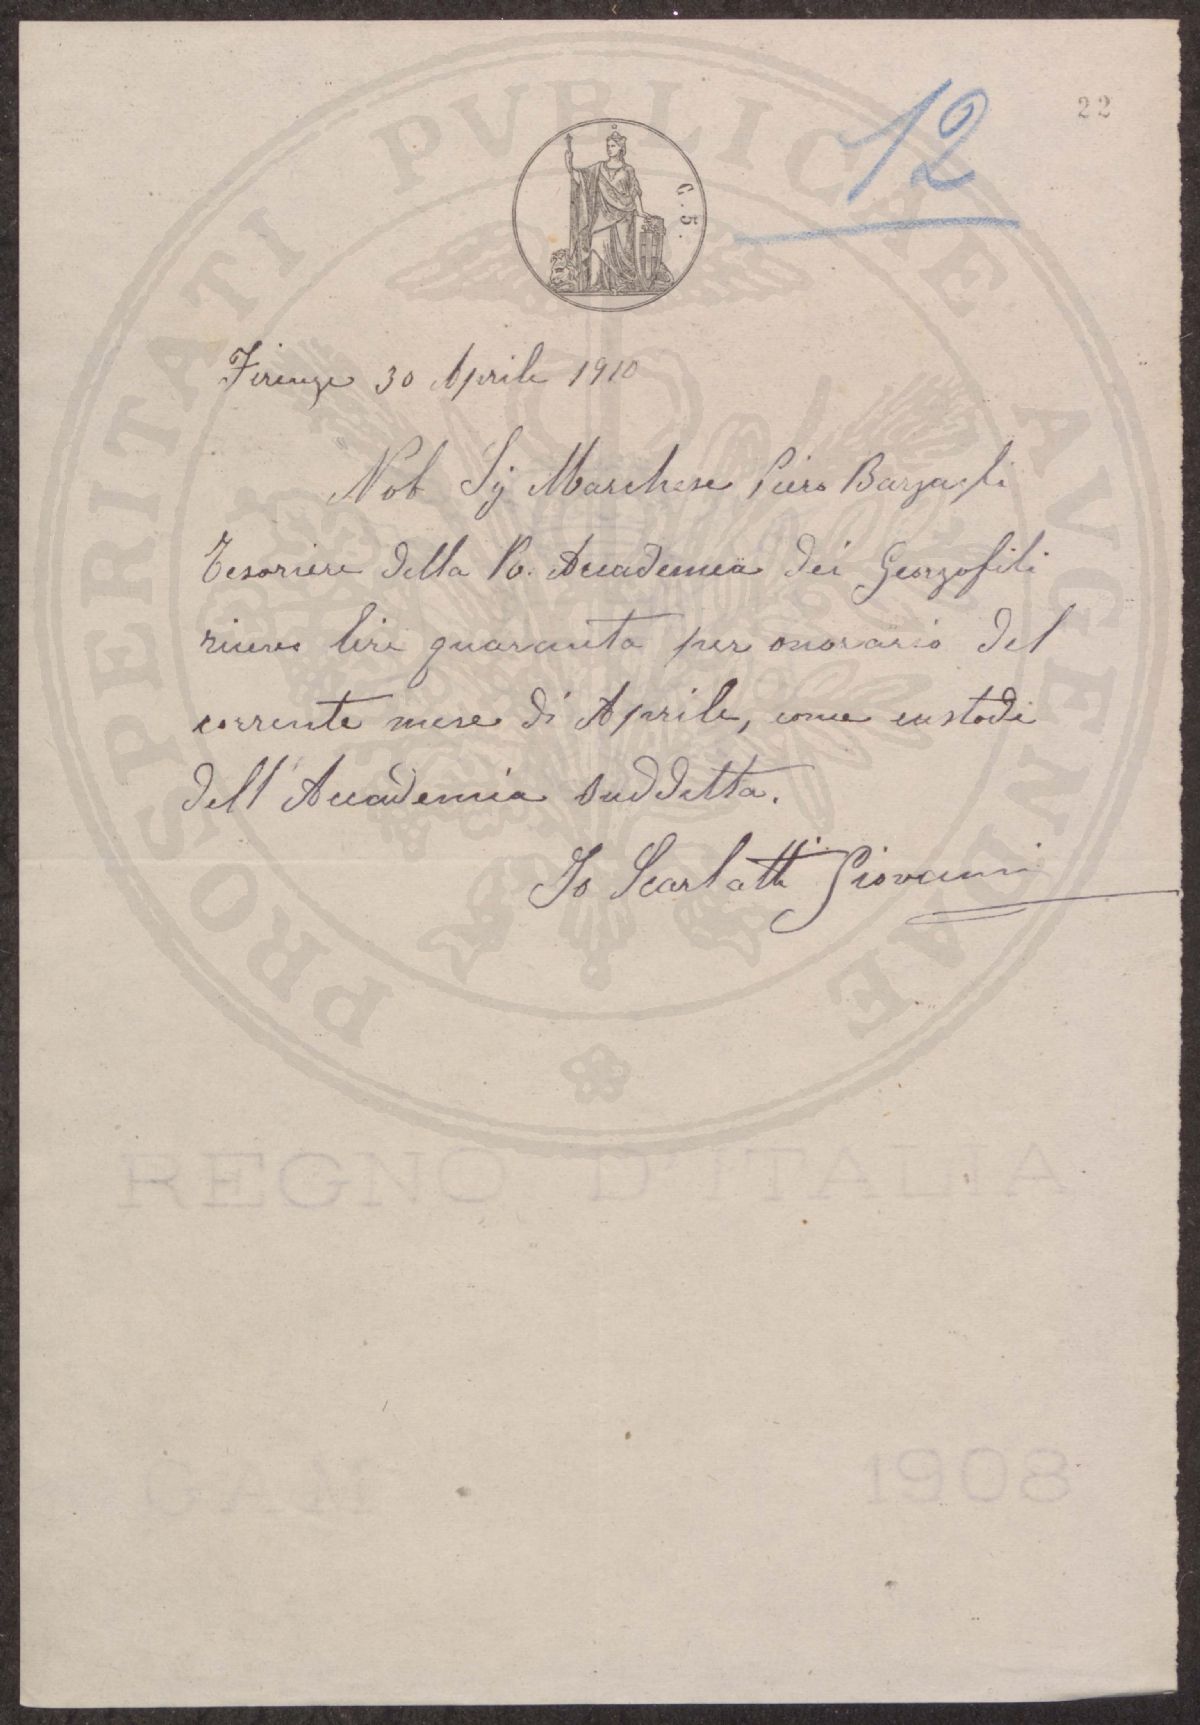 22
12
C. 5.
Firenze 30 Aprile 1910
Nob Sig Marchese Piero Bargagli
Tesoriere della R. Accademia dei Georgofili
ricevo lire quaranta per onorario del
corrente mese di Aprile, come custode
dell'Accademia suddetta.
Io Scarlatti Giovanni
PROSPERITATI PVBLICAE AVGENDAE
REGNO D'ITALIA
1908